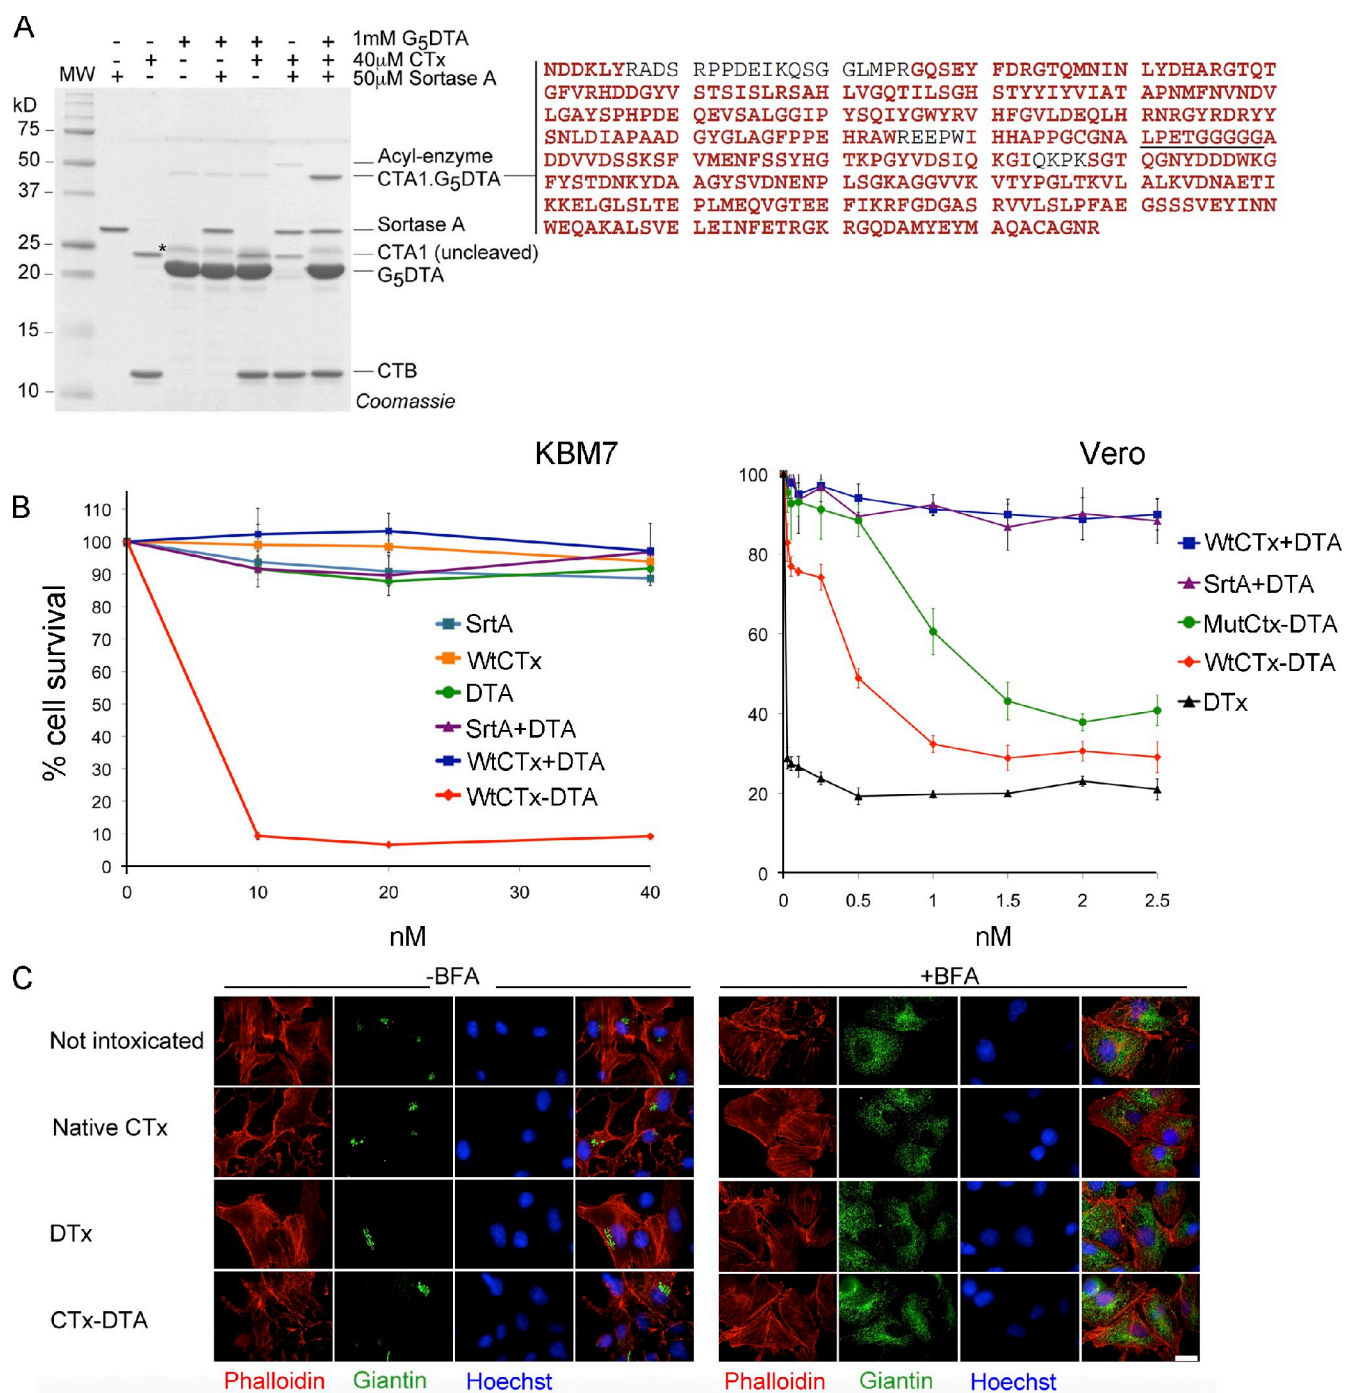 A
- - + + + - + 1mM G5DTA
- + - - + + + 40µM CTx
+ - - + - + + 50µM Sortase A
MW
kD
75
50
37
25
20
15
10
*
Acyl-enzyme
CTA1.G5DTA
Sortase A
CTA1 (uncleaved)
G5DTA
CTB
Coomassie
NDDKLYRADS RPPDEIKQSG GLMPRGQSEY FDRGTQMNIN LYDHARGTQT
GFVRHDDGYV STSISLRSAH LVGQTILSGH STYYIYVIAT APNMFNVNDV
LGAYSPHPDE QEVSALGGIP YSQIYGWYRV HFGVLDEQLH RNRGYRDRYY
SNLDIAPAAD GYGLAGFPPE HRAWREEPWI HHAPPGCGNA LPETGGGGGA
DDVVDSSKSF VMENFSSYHG TKPGYVDSIQ KGIQKPKSGT QGNYDDDWKG
FYSTDNKYDA AGYSVDNENP LSGKAGGVVK VTYPGLTKVL ALKVDNAETI
KKELGLSLTE PLMEQVGTEE FIKRFGDGAS RVVLSLPFAE GSSSVEYINN
WEQAKALSVE LEINFETRGK RGQDAMYEYM AQACAGNR
B
KBM7
% cell survival
110
100
90
80
70
60
50
40
30
20
10
0
0 10 20 30 40
nM
SrtA
WtCTx
DTA
SrtA+DTA
WtCTx+DTA
WtCTx-DTA
Vero
100
80
60
40
20
0
0 0.5 1 1.5 2 2.5
nM
WtCTx+DTA
SrtA+DTA
MutCtx-DTA
WtCTx-DTA
DTx
C
-BFA +BFA
Not intoxicated
Native CTx
DTx
CTx-DTA
Phalloidin Giantin Hoechst Phalloidin Giantin Hoechst